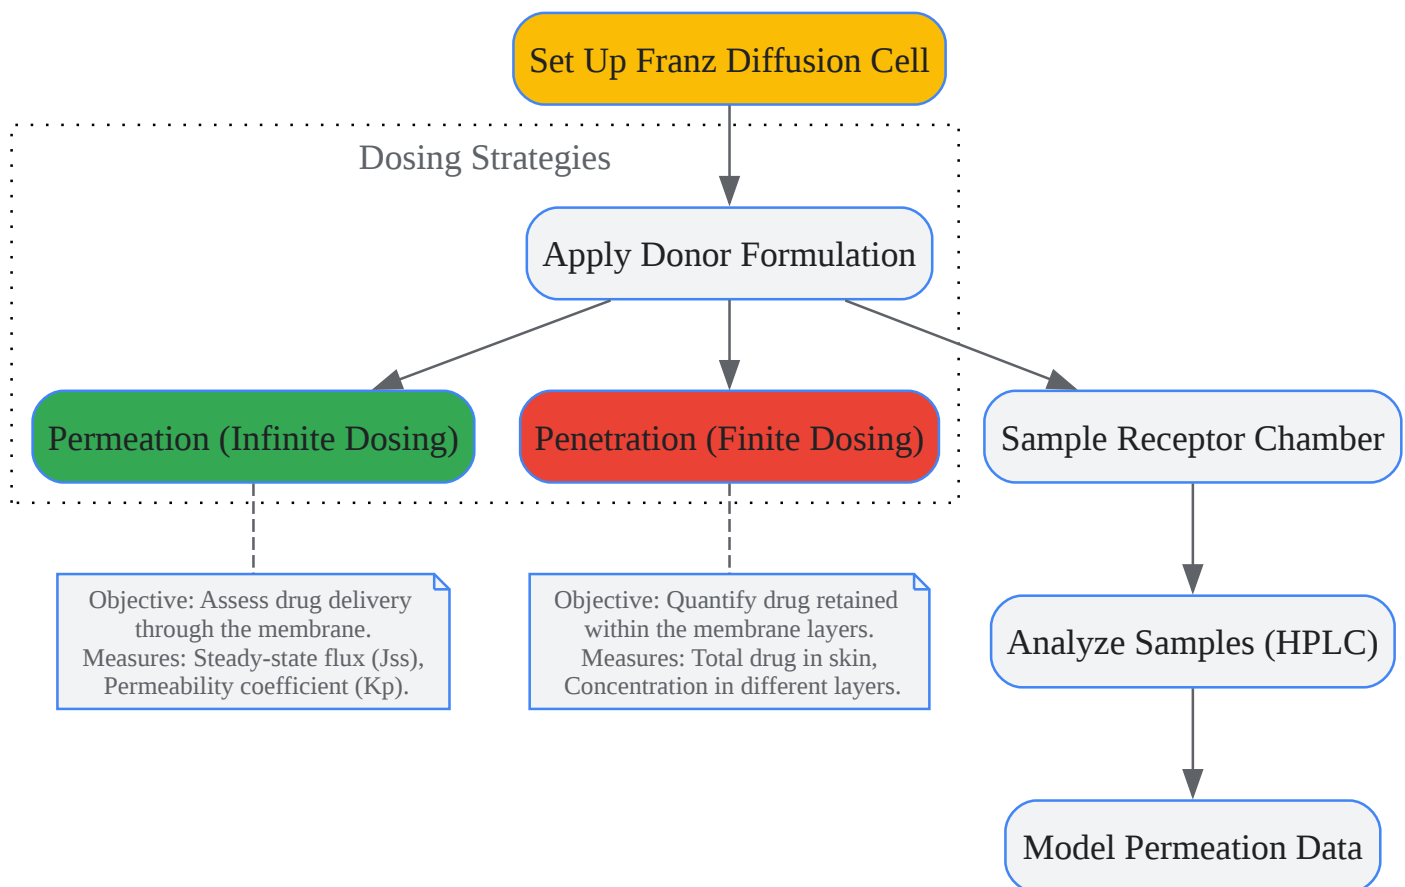 Set Up Franz Diffusion Cell
Dosing Strategies
Apply Donor Formulation
Permeation (Infinite Dosing)
Penetration (Finite Dosing)
Sample Receptor Chamber
Objective: Assess drug delivery
through the membrane.
Measures: Steady-state flux (Jss),
Permeability coefficient (Kp).
Objective: Quantify drug retained
within the membrane layers.
Measures: Total drug in skin,
Concentration in different layers.
Analyze Samples (HPLC)
Model Permeation Data